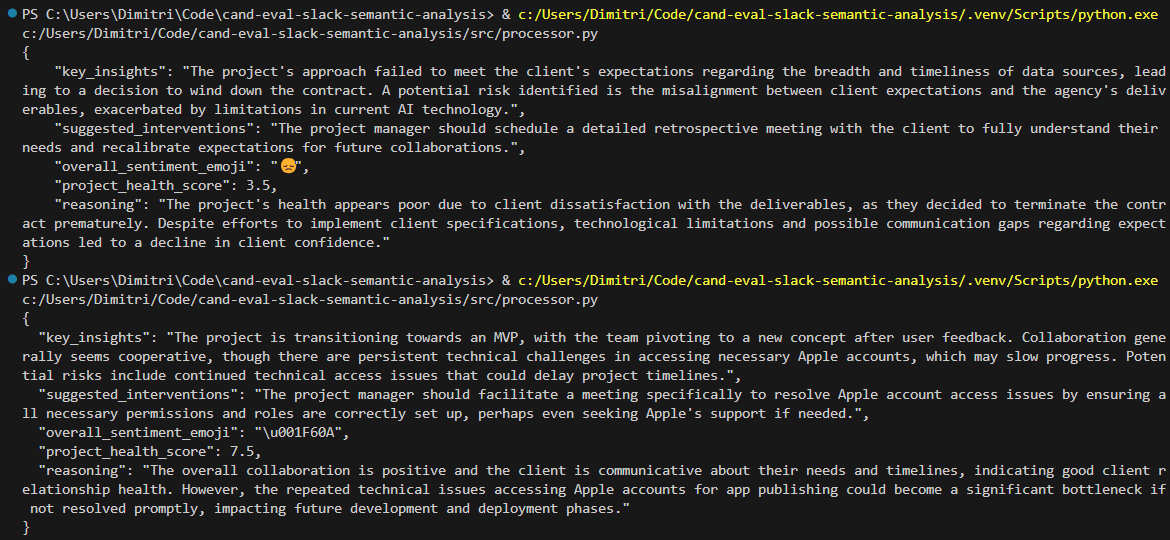 PS C:\Users\Dimitri\Code\cand-eval-slack-semantic-analysis> & c:/Users/Dimitri/Code/cand-eval-slack-semantic-analysis/.venv/Scripts/python.exe
c:/Users/Dimitri/Code/cand-eval-slack-semantic-analysis/src/processor.py
{
    "key_insights": "The project's approach failed to meet the client's expectations regarding the breadth and timeliness of data sources, lead
ing to a decision to wind down the contract. A potential risk identified is the misalignment between client expectations and the agency's deliv
erables, exacerbated by limitations in current AI technology.",
    "suggested_interventions": "The project manager should schedule a detailed retrospective meeting with the client to fully understand their
needs and recalibrate expectations for future collaborations.",
    "overall_sentiment_emoji": "😞",
    "project_health_score": 3.5,
    "reasoning": "The project's health appears poor due to client dissatisfaction with the deliverables, as they decided to terminate the contr
act prematurely. Despite efforts to implement client specifications, technological limitations and possible communication gaps regarding expect
ations led to a decline in client confidence."
}
PS C:\Users\Dimitri\Code\cand-eval-slack-semantic-analysis> & c:/Users/Dimitri/Code/cand-eval-slack-semantic-analysis/.venv/Scripts/python.exe
c:/Users/Dimitri/Code/cand-eval-slack-semantic-analysis/src/processor.py
{
  "key_insights": "The project is transitioning towards an MVP, with the team pivoting to a new concept after user feedback. Collaboration gene
rally seems cooperative, though there are persistent technical challenges in accessing necessary Apple accounts, which may slow progress. Poten
tial risks include continued technical access issues that could delay project timelines.",
  "suggested_interventions": "The project manager should facilitate a meeting specifically to resolve Apple account access issues by ensuring a
ll necessary permissions and roles are correctly set up, perhaps even seeking Apple's support if needed.",
  "overall_sentiment_emoji": "\u001F60A",
  "project_health_score": 7.5,
  "reasoning": "The overall collaboration is positive and the client is communicative about their needs and timelines, indicating good client r
elationship health. However, the repeated technical issues accessing Apple accounts for app publishing could become a significant bottleneck if
 not resolved promptly, impacting future development and deployment phases."
}